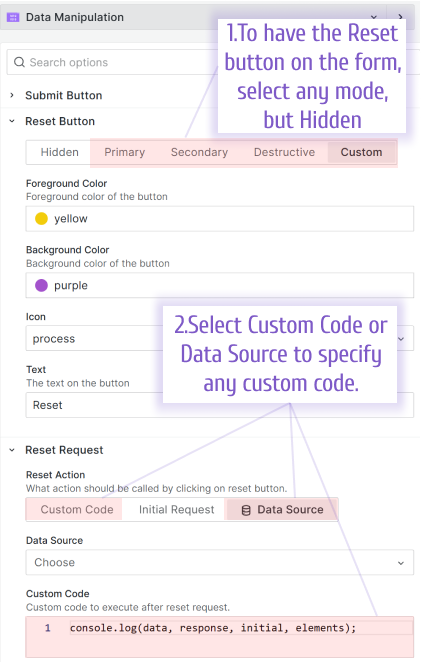 Data Manipulation
1.To have the Reset
button on the form,
select any mode,
but Hidden
Search options
Submit Button
Reset Button
Hidden Primary Secondary Destructive Custom
Foreground Color
Foreground color of the button
yellow
Background Color
Background color of the button
purple
Icon
process
2.Select Custom Code or
Data Source to specify
any custom code.
Text
The text on the button
Reset
Reset Request
Reset Action
What action should be called by clicking on reset button.
Custom Code Initial Request Data Source
Data Source
Choose
Custom Code
Custom code to execute after reset request.
1 console.log(data, response, initial, elements);